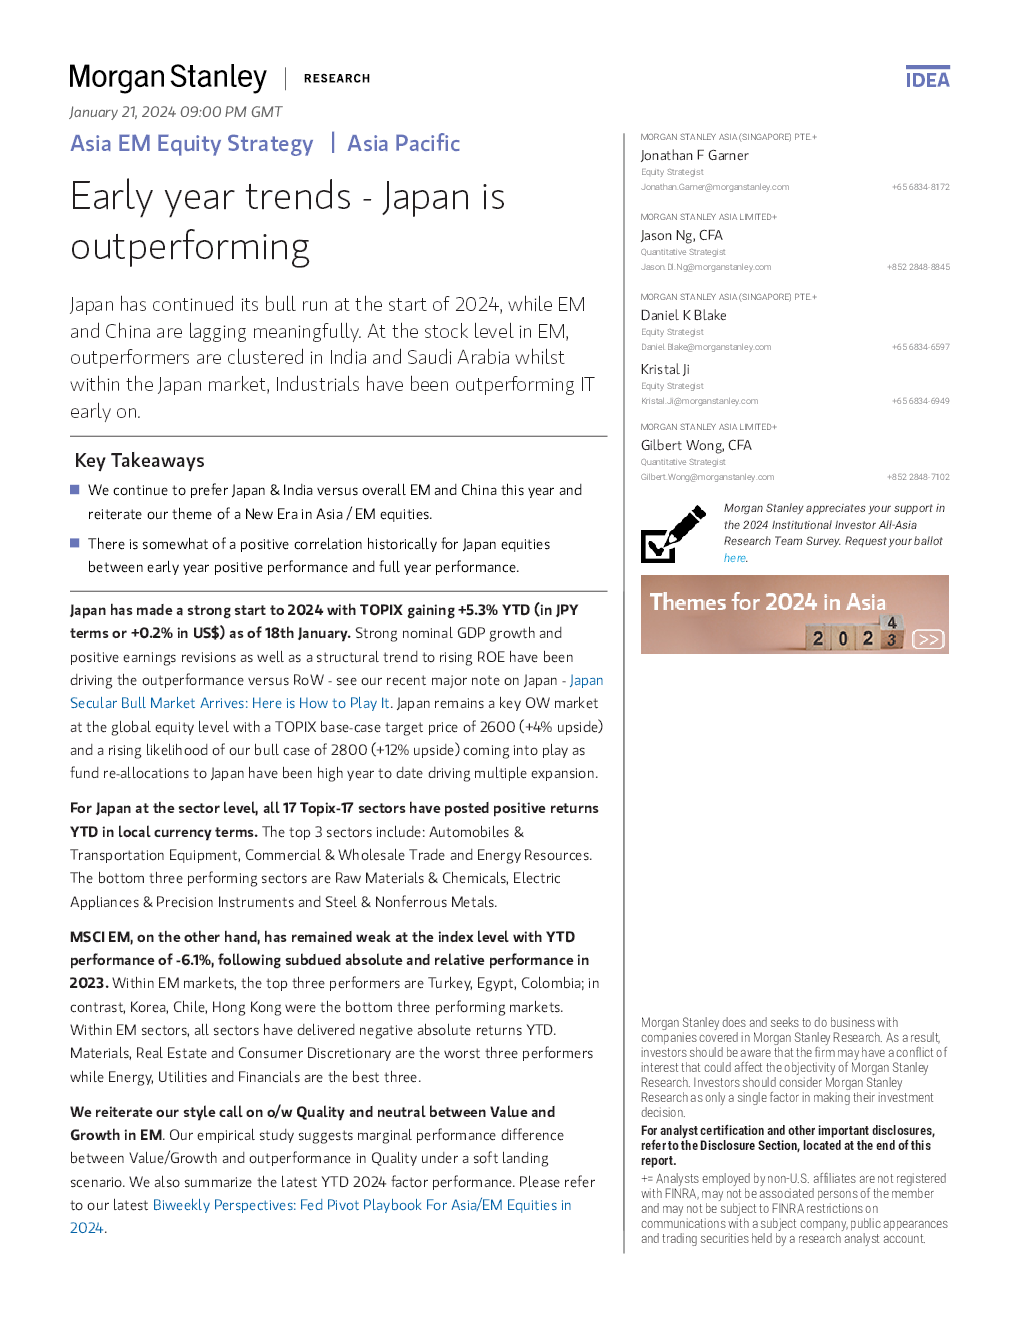 Morgan Stanley | RESEARCH
IDEA
January 21, 2024 09:00 PM GMT
Asia EM Equity Strategy | Asia Pacific
Early year trends - Japan is
outperforming
Japan has continued its bull run at the start of 2024, while EM
and China are lagging meaningfully. At the stock level in EM,
outperformers are clustered in India and Saudi Arabia whilst
within the Japan market, Industrials have been outperforming IT
early on.
Key Takeaways
We continue to prefer Japan & India versus overall EM and China this year and
reiterate our theme of a New Era in Asia / EM equities.
There is somewhat of a positive correlation historically for Japan equities
between early year positive performance and full year performance.
Japan has made a strong start to 2024 with TOPIX gaining +5.3% YTD (in JPY
terms or +0.2% in US$) as of 18th January. Strong nominal GDP growth and
positive earnings revisions as well as a structural trend to rising ROE have been
driving the outperformance versus RoW - see our recent major note on Japan - Japan
Secular Bull Market Arrives: Here is How to Play It. Japan remains a key OW market
at the global equity level with a TOPIX base-case target price of 2600 (+4% upside)
and a rising likelihood of our bull case of 2800 (+12% upside) coming into play as
fund re-allocations to Japan have been high year to date driving multiple expansion.
For Japan at the sector level, all 17 Topix-17 sectors have posted positive returns
YTD in local currency terms. The top 3 sectors include: Automobiles &
Transportation Equipment, Commercial & Wholesale Trade and Energy Resources.
The bottom three performing sectors are Raw Materials & Chemicals, Electric
Appliances & Precision Instruments and Steel & Nonferrous Metals.
MSCI EM, on the other hand, has remained weak at the index level with YTD
performance of -6.1%, following subdued absolute and relative performance in
2023. Within EM markets, the top three performers are Turkey, Egypt, Colombia; in
contrast, Korea, Chile, Hong Kong were the bottom three performing markets.
Within EM sectors, all sectors have delivered negative absolute returns YTD.
Materials, Real Estate and Consumer Discretionary are the worst three performers
while Energy, Utilities and Financials are the best three.
We reiterate our style call on o/w Quality and neutral between Value and
Growth in EM. Our empirical study suggests marginal performance difference
between Value/Growth and outperformance in Quality under a soft landing
scenario. We also summarize the latest YTD 2024 factor performance. Please refer
to our latest Biweekly Perspectives: Fed Pivot Playbook For Asia/EM Equities in
2024.
MORGAN STANLEY ASIA (SINGAPORE) PTE.+
Jonathan F Garner
Equity Strategist
Jonathan.Garner@morganstanley.com +65 6834-8172
MORGAN STANLEY ASIA LIMITED+
Jason Ng, CFA
Quantitative Strategist
Jason.Dl.Ng@morganstanley.com +852 2848-8845
MORGAN STANLEY ASIA (SINGAPORE) PTE.+
Daniel K Blake
Equity Strategist
Daniel.Blake@morganstanley.com +65 6834-6597
Kristal Ji
Equity Strategist
Kristal.Ji@morganstanley.com +65 6834-6949
MORGAN STANLEY ASIA LIMITED+
Gilbert Wong, CFA
Quantitative Strategist
Gilbert.Wong@morganstanley.com +852 2848-7102
Morgan Stanley appreciates your support in
the 2024 Institutional Investor All-Asia
Research Team Survey. Request your ballot
here.
Themes for 2024 in Asia
4
2 0 2 3 >>
Morgan Stanley does and seeks to do business with
companies covered in Morgan Stanley Research. As a result,
investors should be aware that the firm may have a conflict of
interest that could affect the objectivity of Morgan Stanley
Research. Investors should consider Morgan Stanley
Research as only a single factor in making their investment
decision.
For analyst certification and other important disclosures,
refer to the Disclosure Section, located at the end of this
report.
+= Analysts employed by non-U.S. affiliates are not registered
with FINRA, may not be associated persons of the member
and may not be subject to FINRA restrictions on
communications with a subject company, public appearances
and trading securities held by a research analyst account.